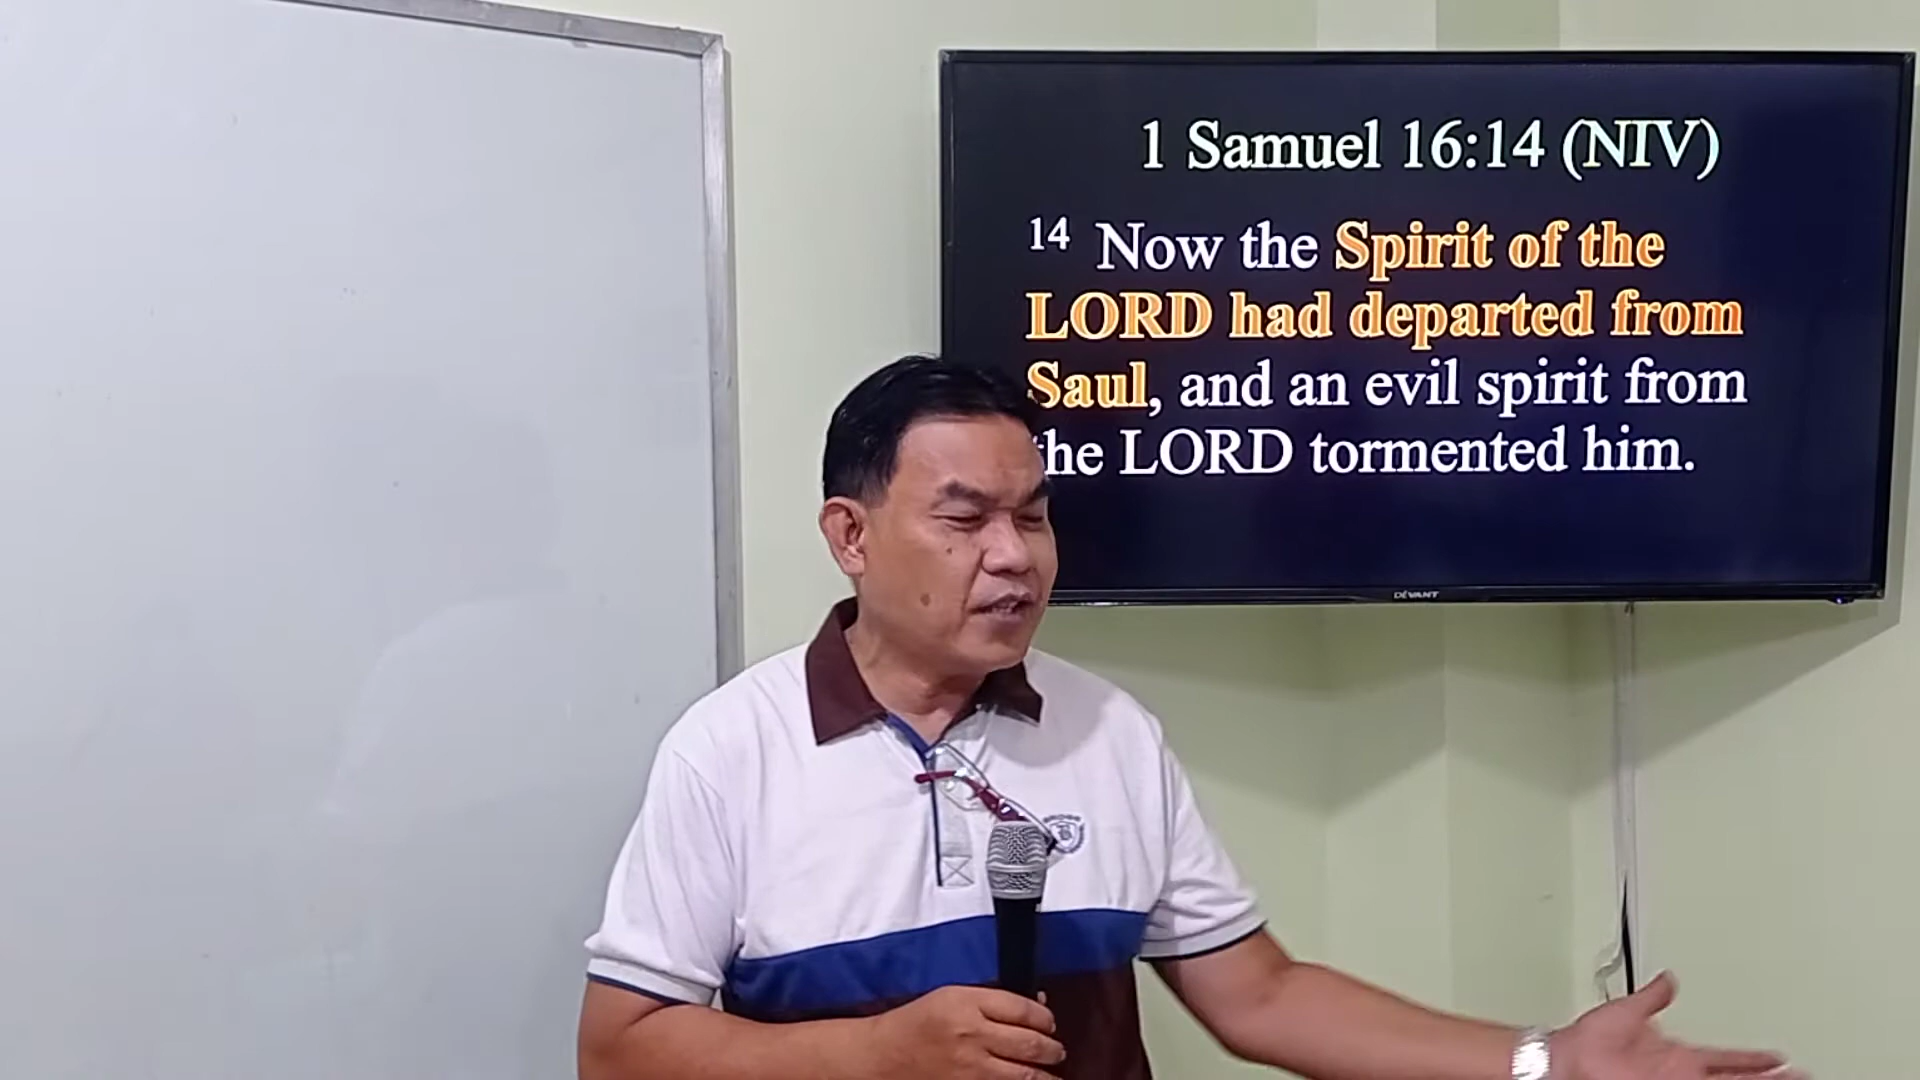 1 Samuel 16:14 (NIV)
14 Now the Spirit of the
LORD had departed from
Saul, and an evil spirit from
the LORD tormented him.
DEVANT